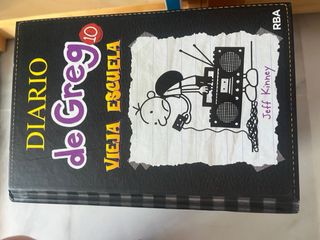 DIARIO
de Greg 10
VIEJA ESCUELA
Jeff Kinney
RBA